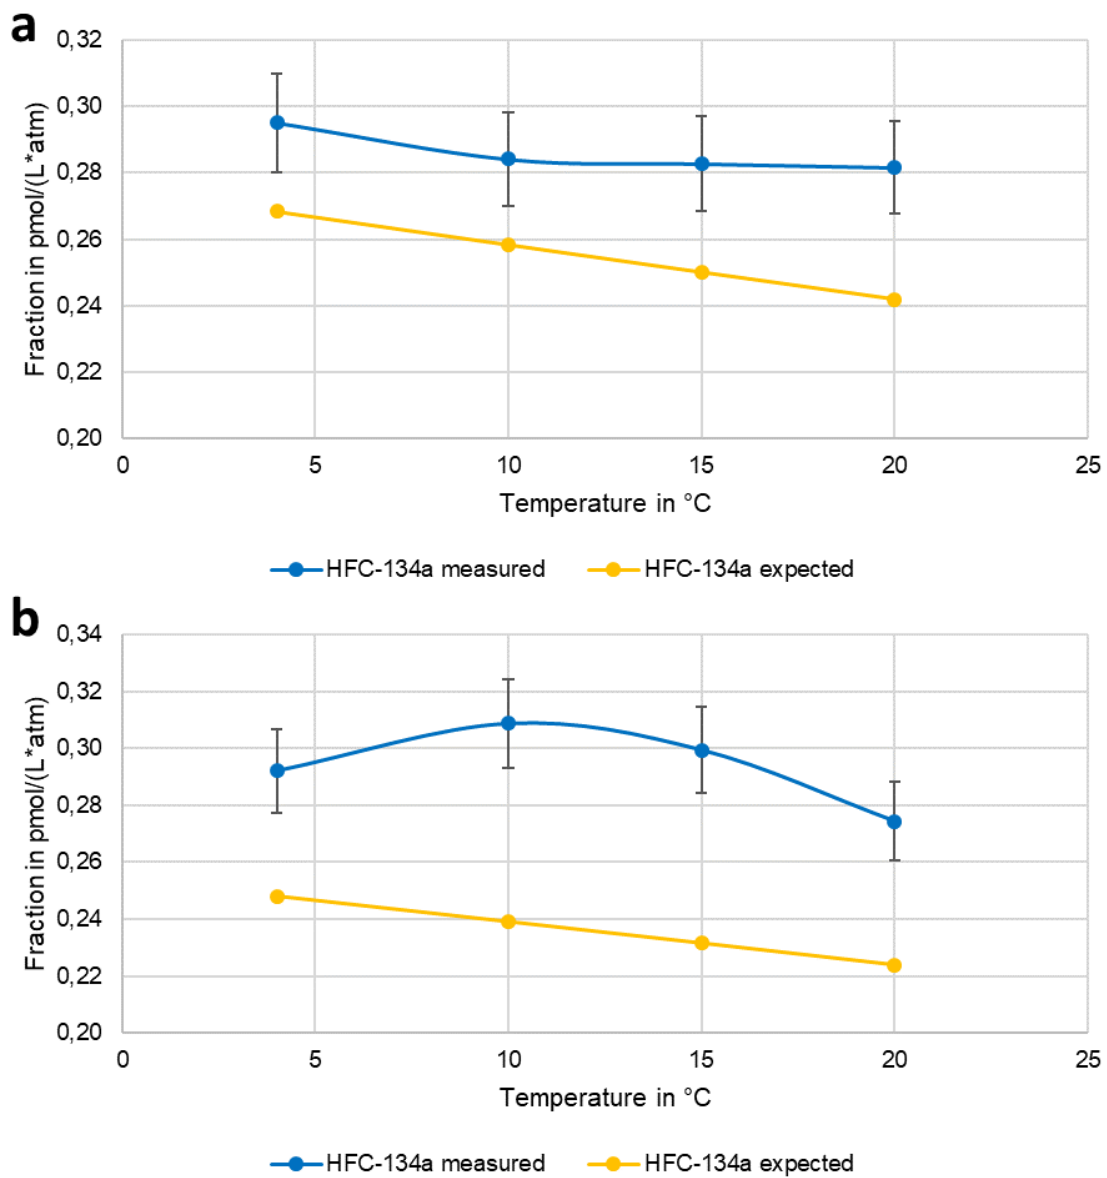 a
Fraction in pmol/(L*atm)
0,32
0,30
0,28
0,26
0,24
0,22
0,20
0 5 10 15 20 25
Temperature in °C
HFC-134a measured HFC-134a expected
b
Fraction in pmol/(L*atm)
0,34
0,32
0,30
0,28
0,26
0,24
0,22
0,20
0 5 10 15 20 25
Temperature in °C
HFC-134a measured HFC-134a expected